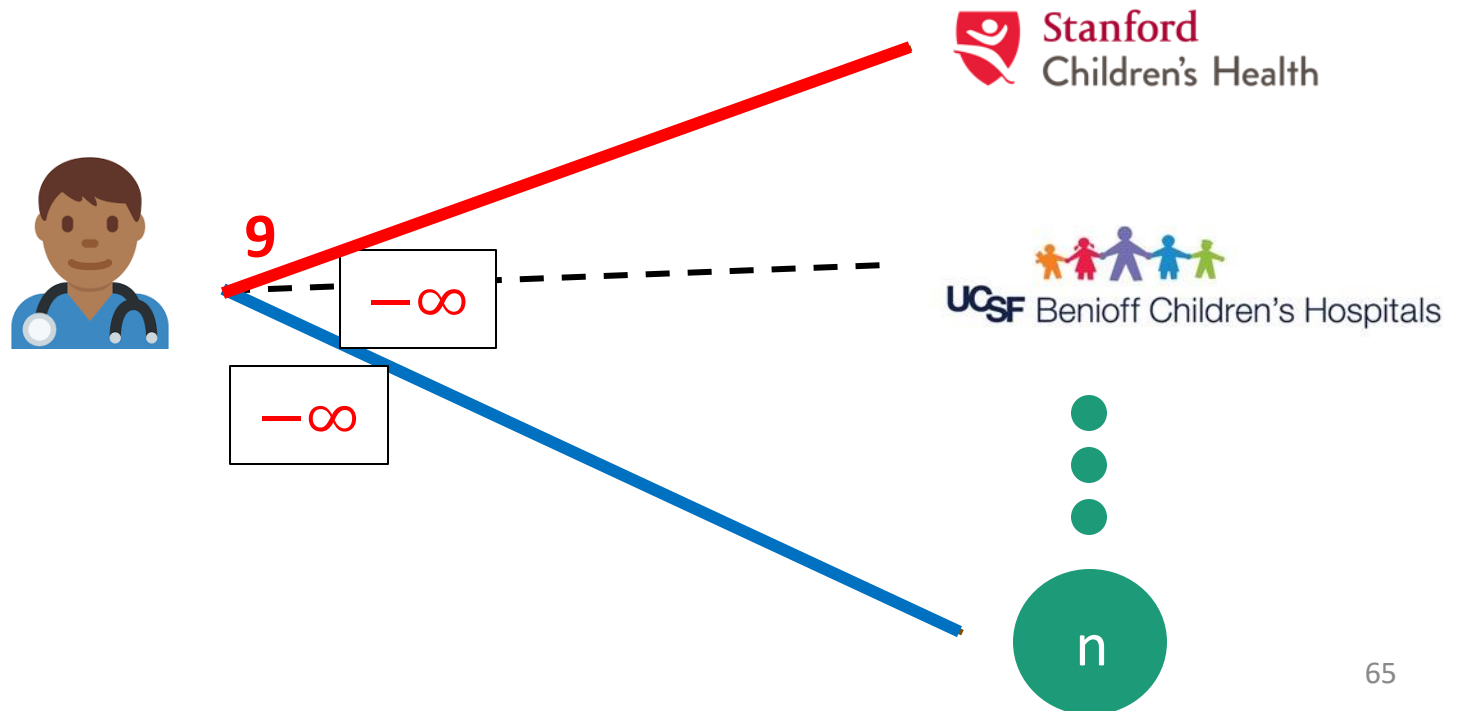 Stanford
Children's Health
9
−∞
UCSF Benioff Children's Hospitals
−∞
n
65